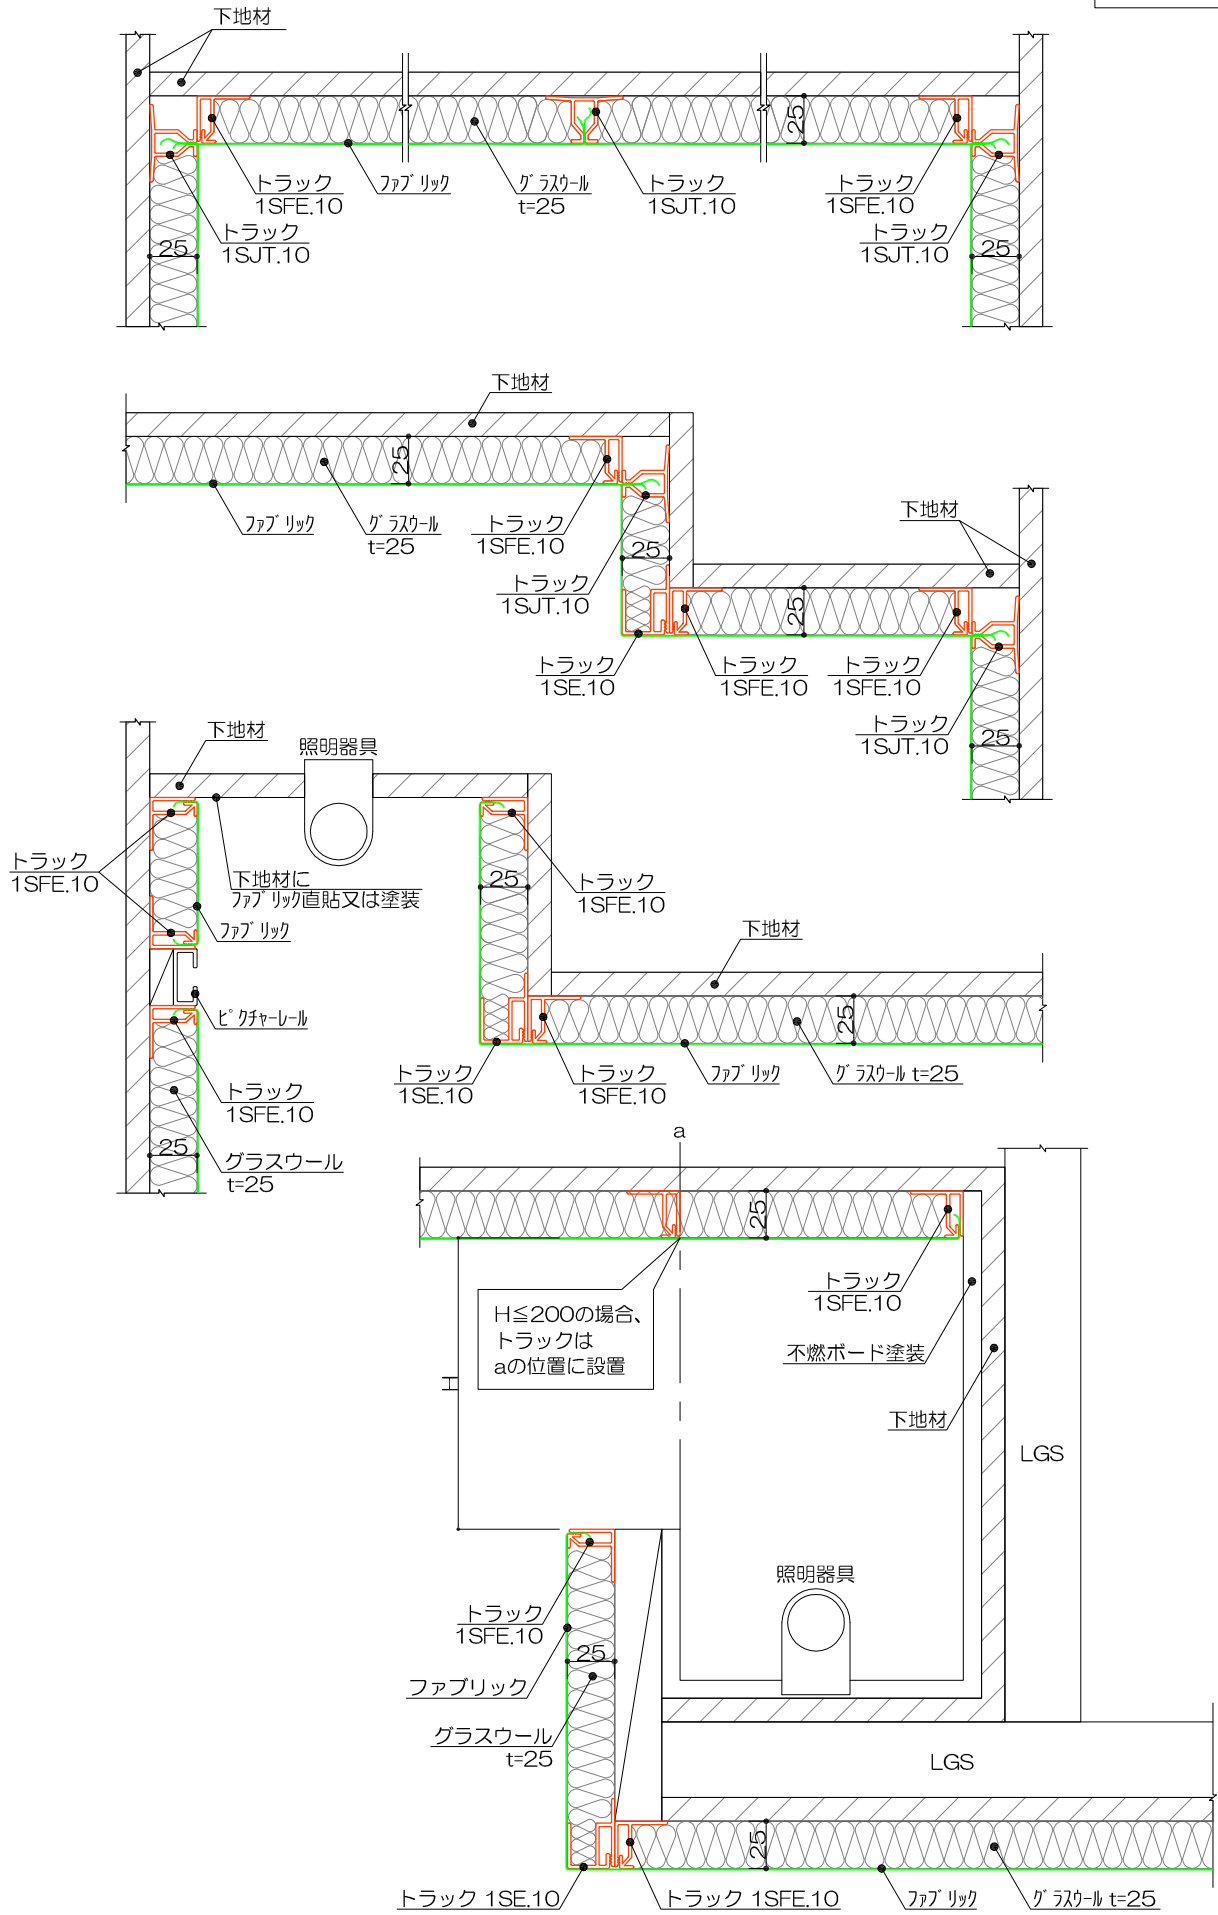 下地材
25
トラック
1SFE.10
ファブリック
グラスウール
t=25
トラック
1SJT.10
トラック
1SFE.10
トラック
1SJT.10
トラック
1SJT.10
25
25
下地材
25
ファブリック
グラスウール
t=25
トラック
1SFE.10
下地材
25
トラック
1SJT.10
25
トラック
1SE.10
トラック
1SFE.10
トラック
1SFE.10
トラック
1SJT.10
25
下地材
照明器具
トラック
1SFE.10
下地材に
ファブリック直貼又は塗装
ファブリック
25
トラック
1SFE.10
下地材
ピクチャーレール
25
トラック
1SFE.10
トラック
1SE.10
トラック
1SFE.10
ファブリック
グラスウール t=25
25
グラスウール
t=25
a
25
トラック
1SFE.10
H≦200の場合、
トラックは
aの位置に設置
不燃ボード塗装
H
下地材
LGS
照明器具
トラック
1SFE.10
25
ファブリック
グラスウール
t=25
LGS
25
トラック 1SE.10
トラック 1SFE.10
ファブリック
グラスウール t=25